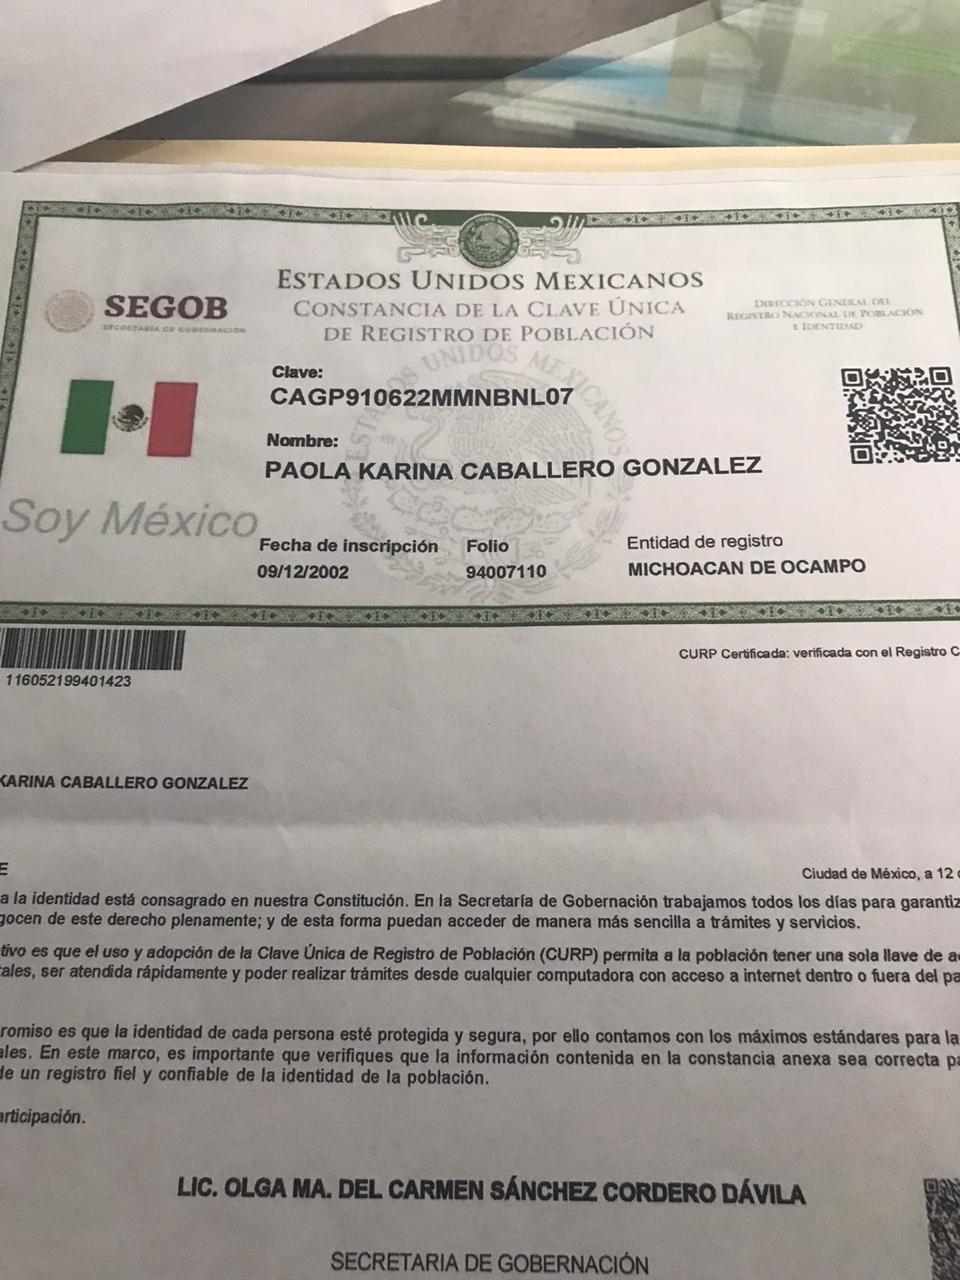 ESTADOS UNIDOS MEXICANOS
CONSTANCIA DE LA CLAVE ÚNICA
DE REGISTRO DE POBLACIÓN
SEGOB
SECRETARÍA DE GOBERNACIÓN
DIRECCIÓN GENERAL DEL
REGISTRO NACIONAL DE POBLACIÓN
E IDENTIDAD
ESTADOS UNIDOS MEXICANOS
Clave:
CAGP910622MMNBNL07
Nombre:
PAOLA KARINA CABALLERO GONZALEZ
Soy México
Fecha de inscripción Folio Entidad de registro
09/12/2002 94007110 MICHOACAN DE OCAMPO
116052199401423
CURP Certificada: verificada con el Registro C
KARINA CABALLERO GONZALEZ
E
Ciudad de México, a 12
a la identidad está consagrado en nuestra Constitución. En la Secretaría de Gobernación trabajamos todos los días para garantiz
gocen de este derecho plenamente; y de esta forma puedan acceder de manera más sencilla a trámites y servicios.
tivo es que el uso y adopción de la Clave Única de Registro de Población (CURP) permita a la población tener una sola llave de a
ales, ser atendida rápidamente y poder realizar trámites desde cualquier computadora con acceso a internet dentro o fuera del pa
romiso es que la identidad de cada persona esté protegida y segura, por ello contamos con los máximos estándares para la
ales. En este marco, es importante que verifiques que la información contenida en la constancia anexa sea correcta pa
de un registro fiel y confiable de la identidad de la población.
articipación.
LIC. OLGA MA. DEL CARMEN SÁNCHEZ CORDERO DÁVILA
SECRETARIA DE GOBERNACIÓN